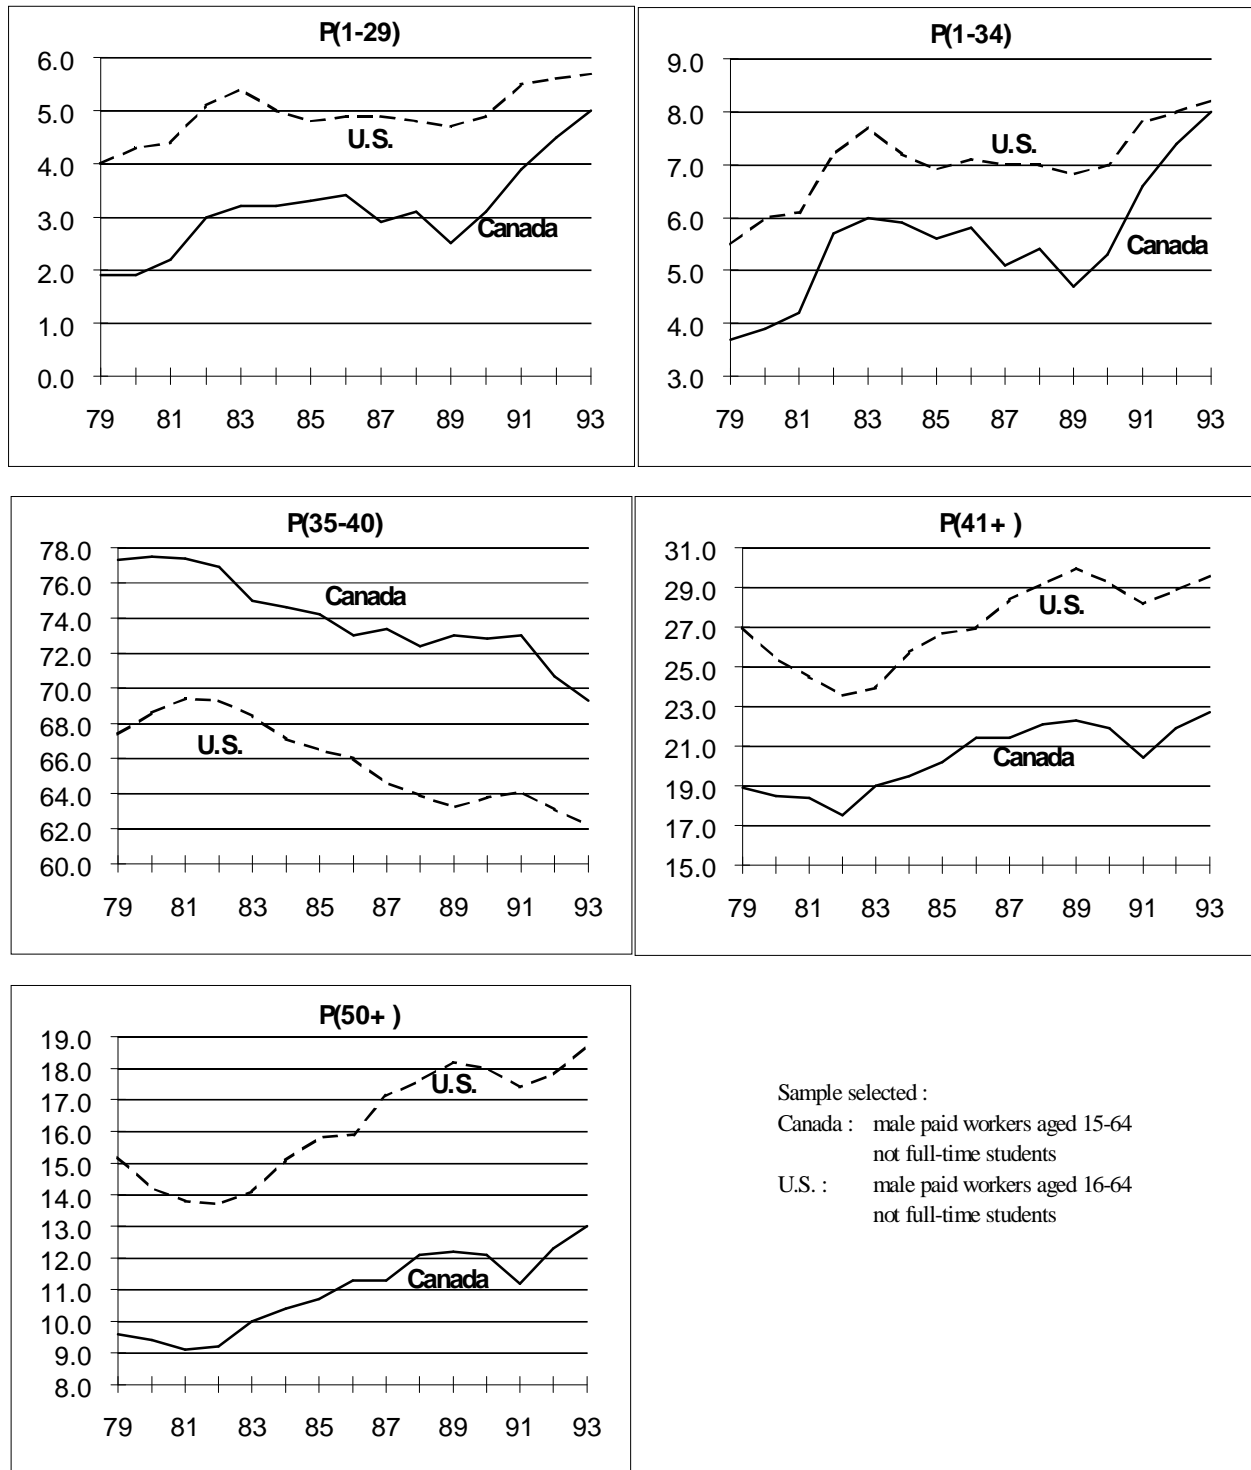 P(1-29)
6.0
5.0
4.0
3.0
2.0
1.0
0.0
U.S.
Canada
79 81 83 85 87 89 91 93
P(1-34)
9.0
8.0
7.0
6.0
5.0
4.0
3.0
U.S.
Canada
79 81 83 85 87 89 91 93
P(35-40)
78.0
76.0
74.0
72.0
70.0
68.0
66.0
64.0
62.0
60.0
Canada
U.S.
79 81 83 85 87 89 91 93
P(41+ )
31.0
29.0
27.0
25.0
23.0
21.0
19.0
17.0
15.0
U.S.
Canada
79 81 83 85 87 89 91 93
P(50+ )
19.0
18.0
17.0
16.0
15.0
14.0
13.0
12.0
11.0
10.0
9.0
8.0
U.S.
Canada
79 81 83 85 87 89 91 93
Sample selected :
Canada : male paid workers aged 15-64
not full-time students
U.S. : male paid workers aged 16-64
not full-time students